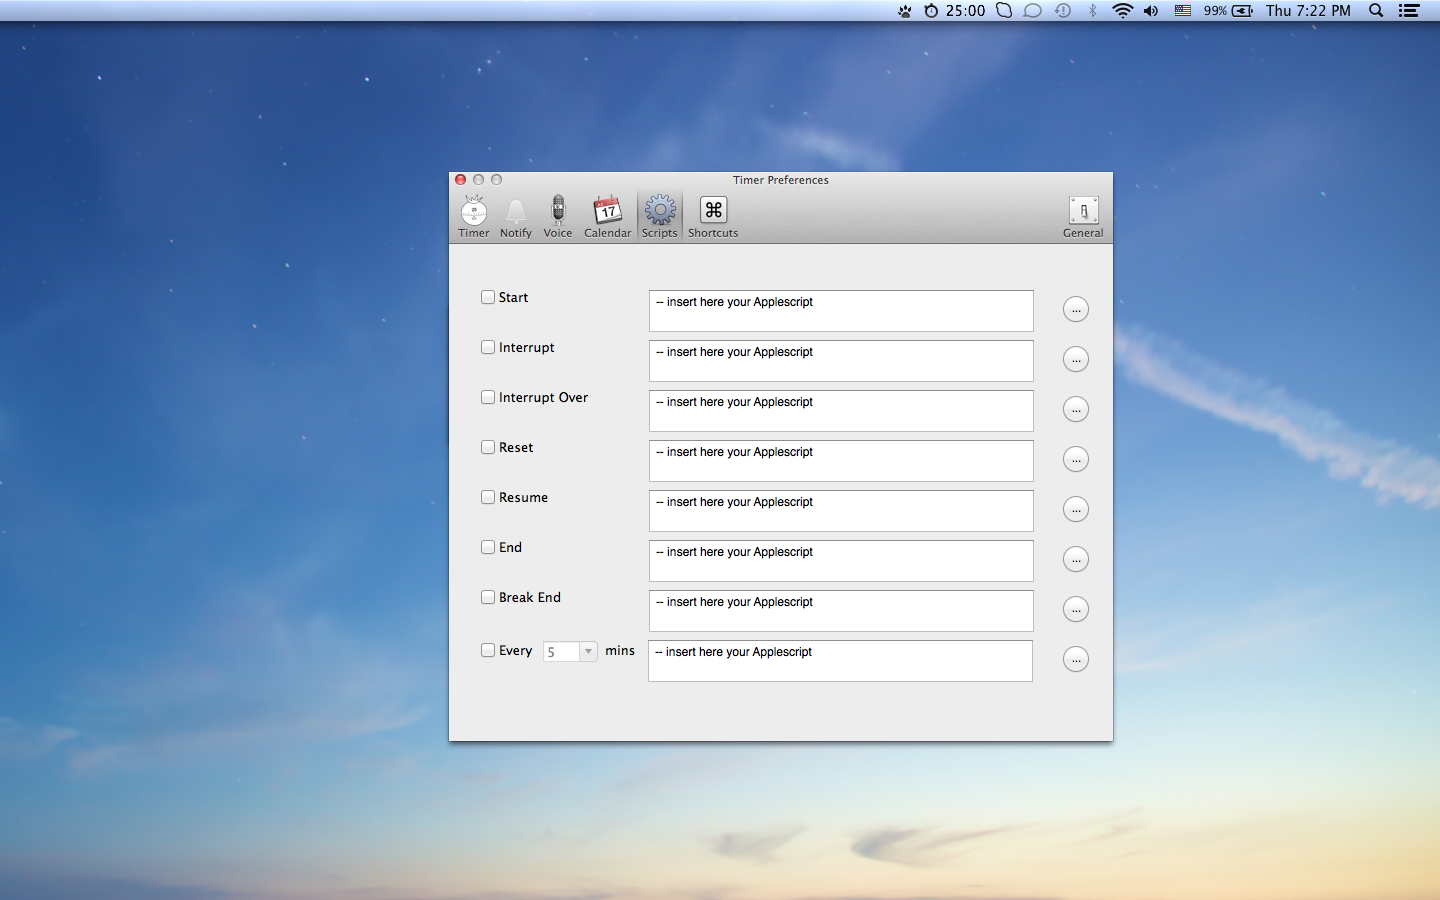 25:00 99% Thu 7:22 PM
Timer Preferences
17
Timer Notify Voice Calendar Scripts Shortcuts General
Start -- insert here your Applescript ...
Interrupt -- insert here your Applescript ...
Interrupt Over -- insert here your Applescript ...
Reset -- insert here your Applescript ...
Resume -- insert here your Applescript ...
End -- insert here your Applescript ...
Break End -- insert here your Applescript ...
Every 5 mins -- insert here your Applescript ...